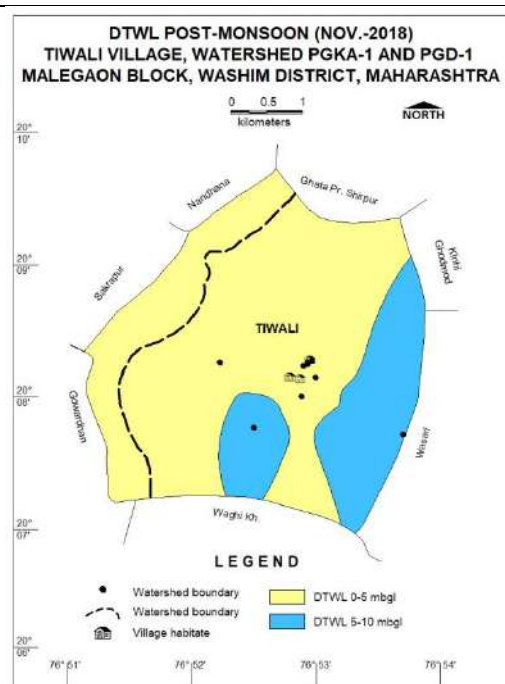 DTWL POST-MONSOON (NOV.-2018)
TIWALI VILLAGE, WATERSHED PGKA-1 AND PGD-1
MALEGAON BLOCK, WASHIM DISTRICT, MAHARASHTRA
0 0.5 1
kilometers
NORTH
20°
10'
Nandhana
Ghata Pr. Shirpur
20°
09'
Sakrapur
Kinhi
Ghodmod
TIWALI
20°
08'
Gowardhan
Wasari
Waghi Kh.
20°
07'
LEGEND
Watershed boundary
DTWL 0-5 mbgl
Watershed boundary
DTWL 5-10 mbgl
Village habitate
20°
06'
76°51'
76°52'
76°53'
76°54'